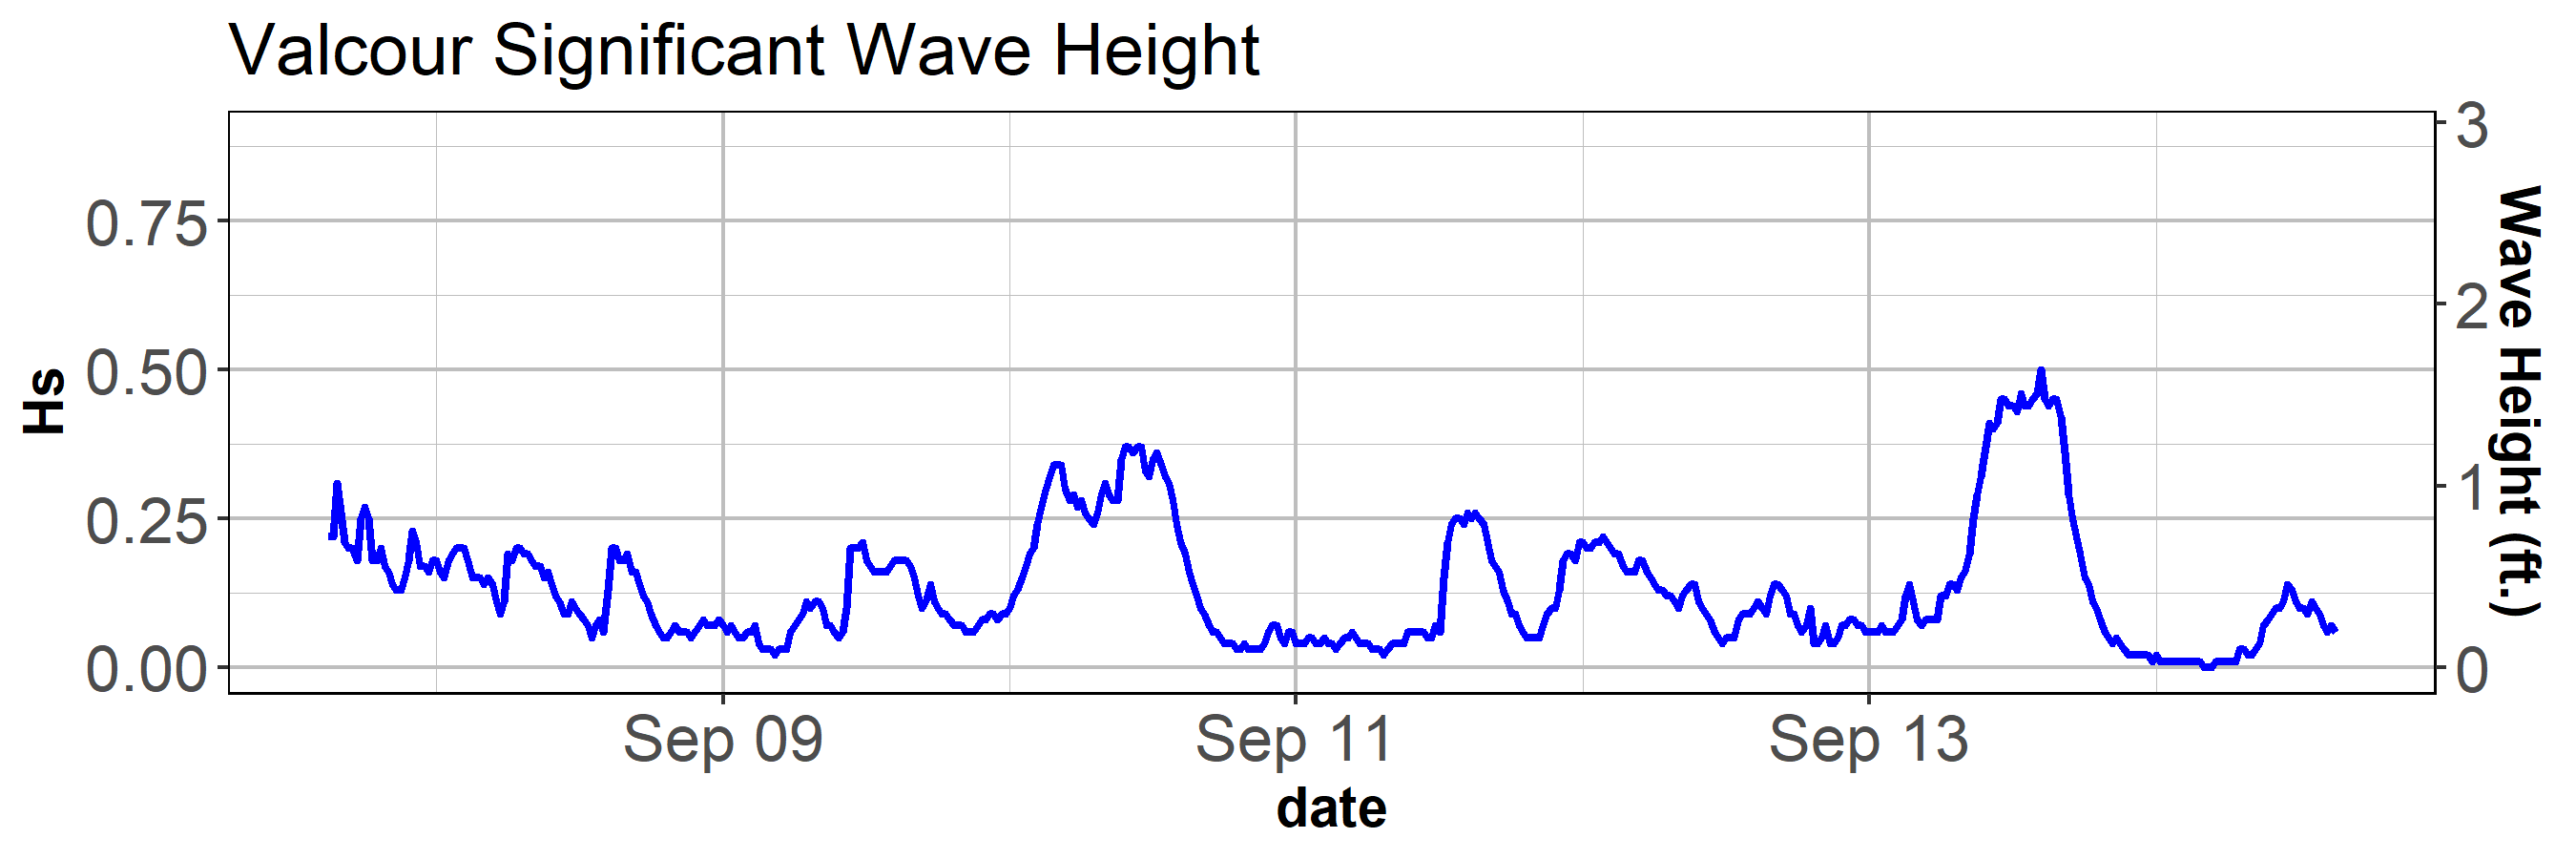 Valcour Significant Wave Height
Hs
0.75
0.50
0.25
0.00
3
2
1
0
Wave Height (ft.)
Sep 09
Sep 11
Sep 13
date